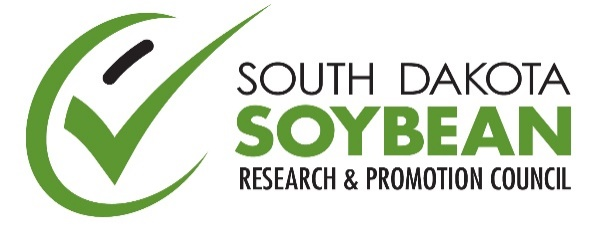 SOUTH DAKOTA
SOYBEAN
RESEARCH & PROMOTION COUNCIL